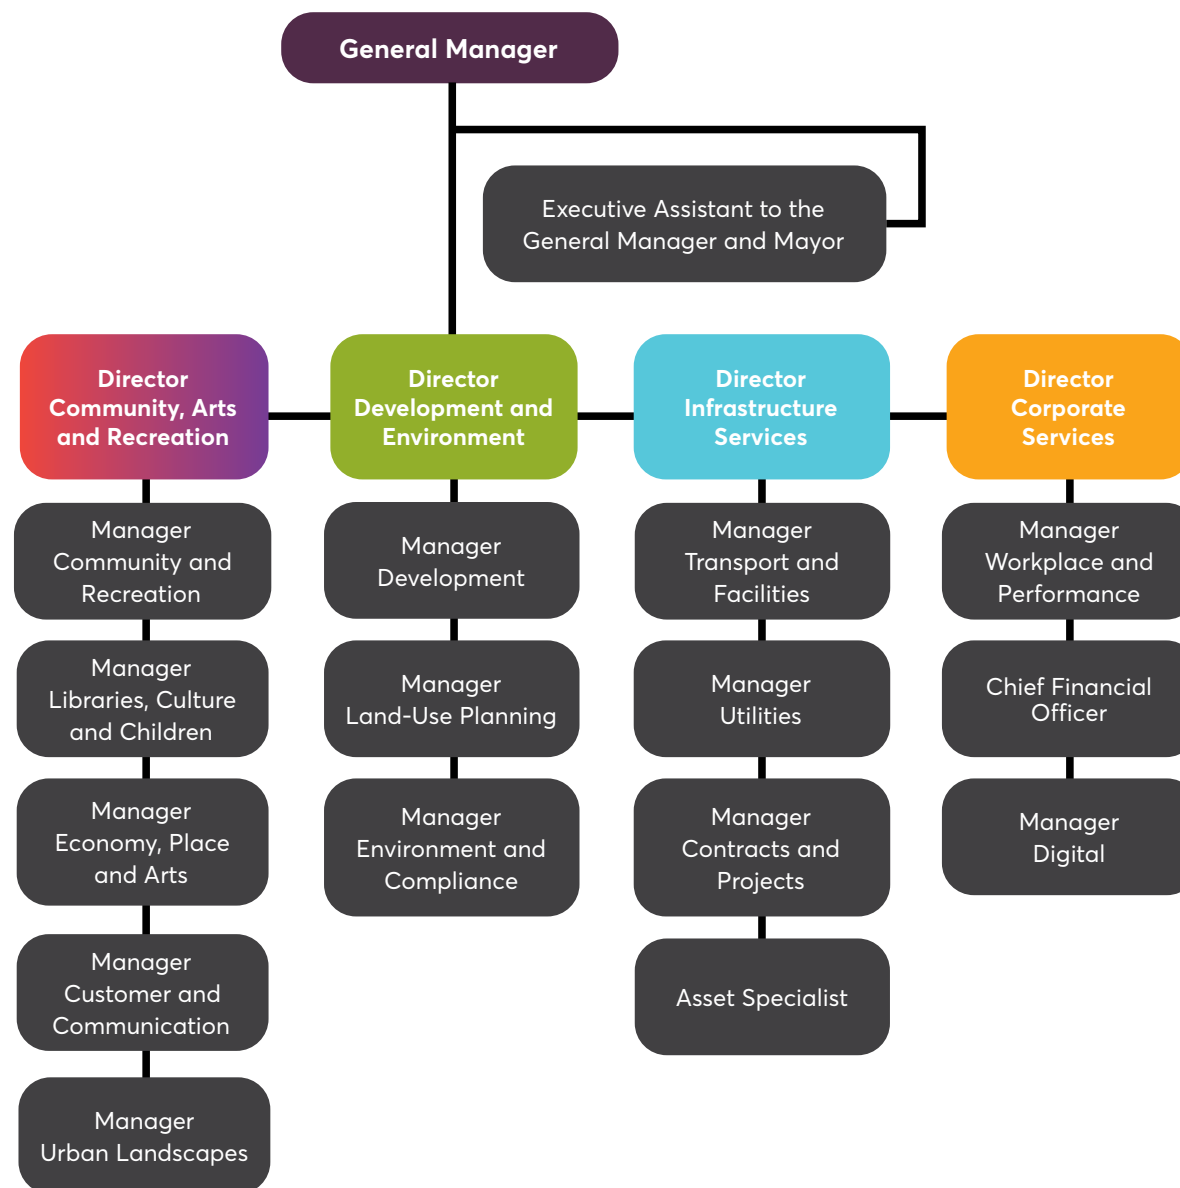 General Manager
Executive Assistant to the
General Manager and Mayor
Director
Community, Arts
and Recreation
Manager
Community and
Recreation
Manager
Libraries, Culture
and Children
Manager
Economy, Place
and Arts
Manager
Customer and
Communication
Manager
Urban Landscapes
Director
Development and
Environment
Manager
Development
Manager
Land-Use Planning
Manager
Environment and
Compliance
Director
Infrastructure
Services
Manager
Transport and
Facilities
Manager
Utilities
Manager
Contracts and
Projects
Asset Specialist
Director
Corporate
Services
Manager
Workplace and
Performance
Chief Financial
Officer
Manager
Digital